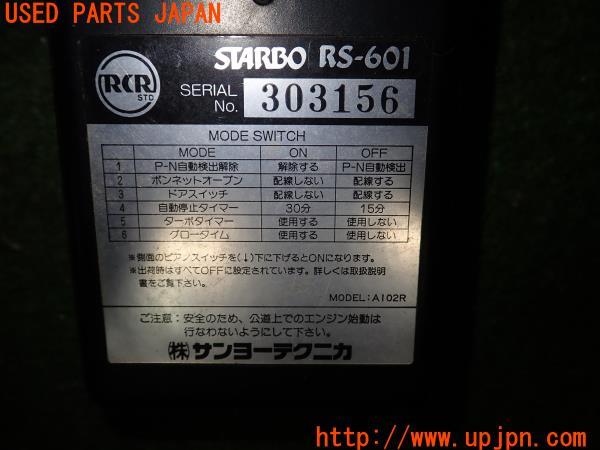 USED PARTS JAPAN
RCR
STC
STARBO RS-601
SERIAL No. 303156
MODE SWITCH
MODE ON OFF
1 P-N自動検出解除 解除する P-N自動検出
2 ボンネットオープン 配線しない 配線する
3 ドアスイッチ 配線しない 配線する
4 自動停止タイマー 30分 15分
5 ターボタイマー 使用する 使用しない
6 グロータイム 使用する 使用しない
※側面のピアノスイッチを(↓)下に下げるとONになります。
※出荷時はすべてOFFに設定されています。詳しくは取扱説明
書をご覧下さい。
MODEL:A102R
ご注意:安全のため、公道上でのエンジン始動は
行なわないようにして下さい。
(株)サンヨーテクニカ
UPJ
http://www.upjpn.com/